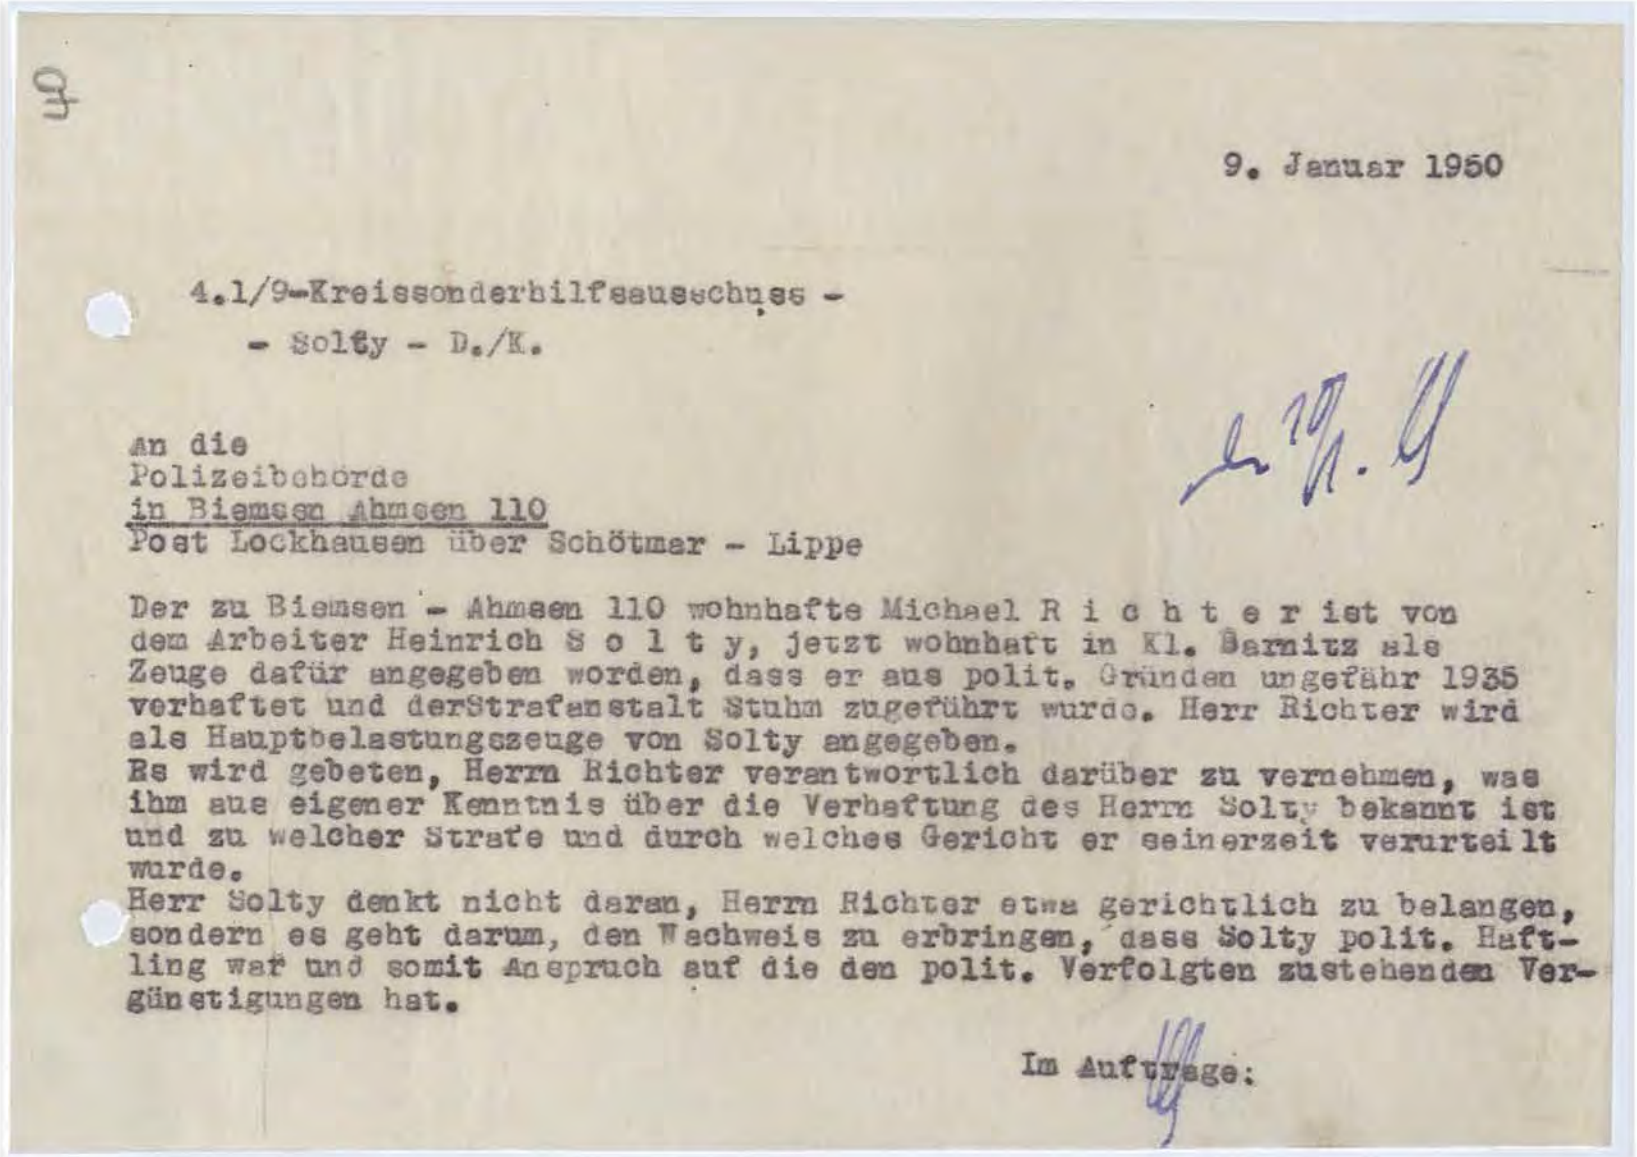 9. Januar 1950
4.1/9-Kreissonderhilfsausschuss -
- Solty - D./K.
An die
Polizeibehörde
in Biemsen Ahmsen 110
Post Lockhausen über Schötmar - Lippe
Der zu Biemsen - Ahmsen 110 wohnhafte Michael R i c h t e r ist von
dem Arbeiter Heinrich S o l t y, jetzt wohnhaft in Kl. Barnitz als
Zeuge dafür angegeben worden, dass er aus polit. Gründen ungefähr 1935
verhaftet und derStrafanstalt Stuhm zugeführt wurde. Herr Richter wird
als Hauptbelastungszeuge von Solty angegeben.
Es wird gebeten, Herrn Richter verantwortlich darüber zu vernehmen, was
ihm aus eigener Kenntnis über die Verhaftung des Herrn Solty bekannt ist
und zu welcher Strafe und durch welches Gericht er seinerzeit verurteilt
wurde.
Herr Solty denkt nicht daran, Herrn Richter etwa gerichtlich zu belangen,
sondern es geht darum, den Nachweis zu erbringen, dass Solty polit. Häft-
ling war und somit Anspruch auf die den polit. Verfolgten zustehenden Ver-
günstigungen hat.
Im Auftrage: